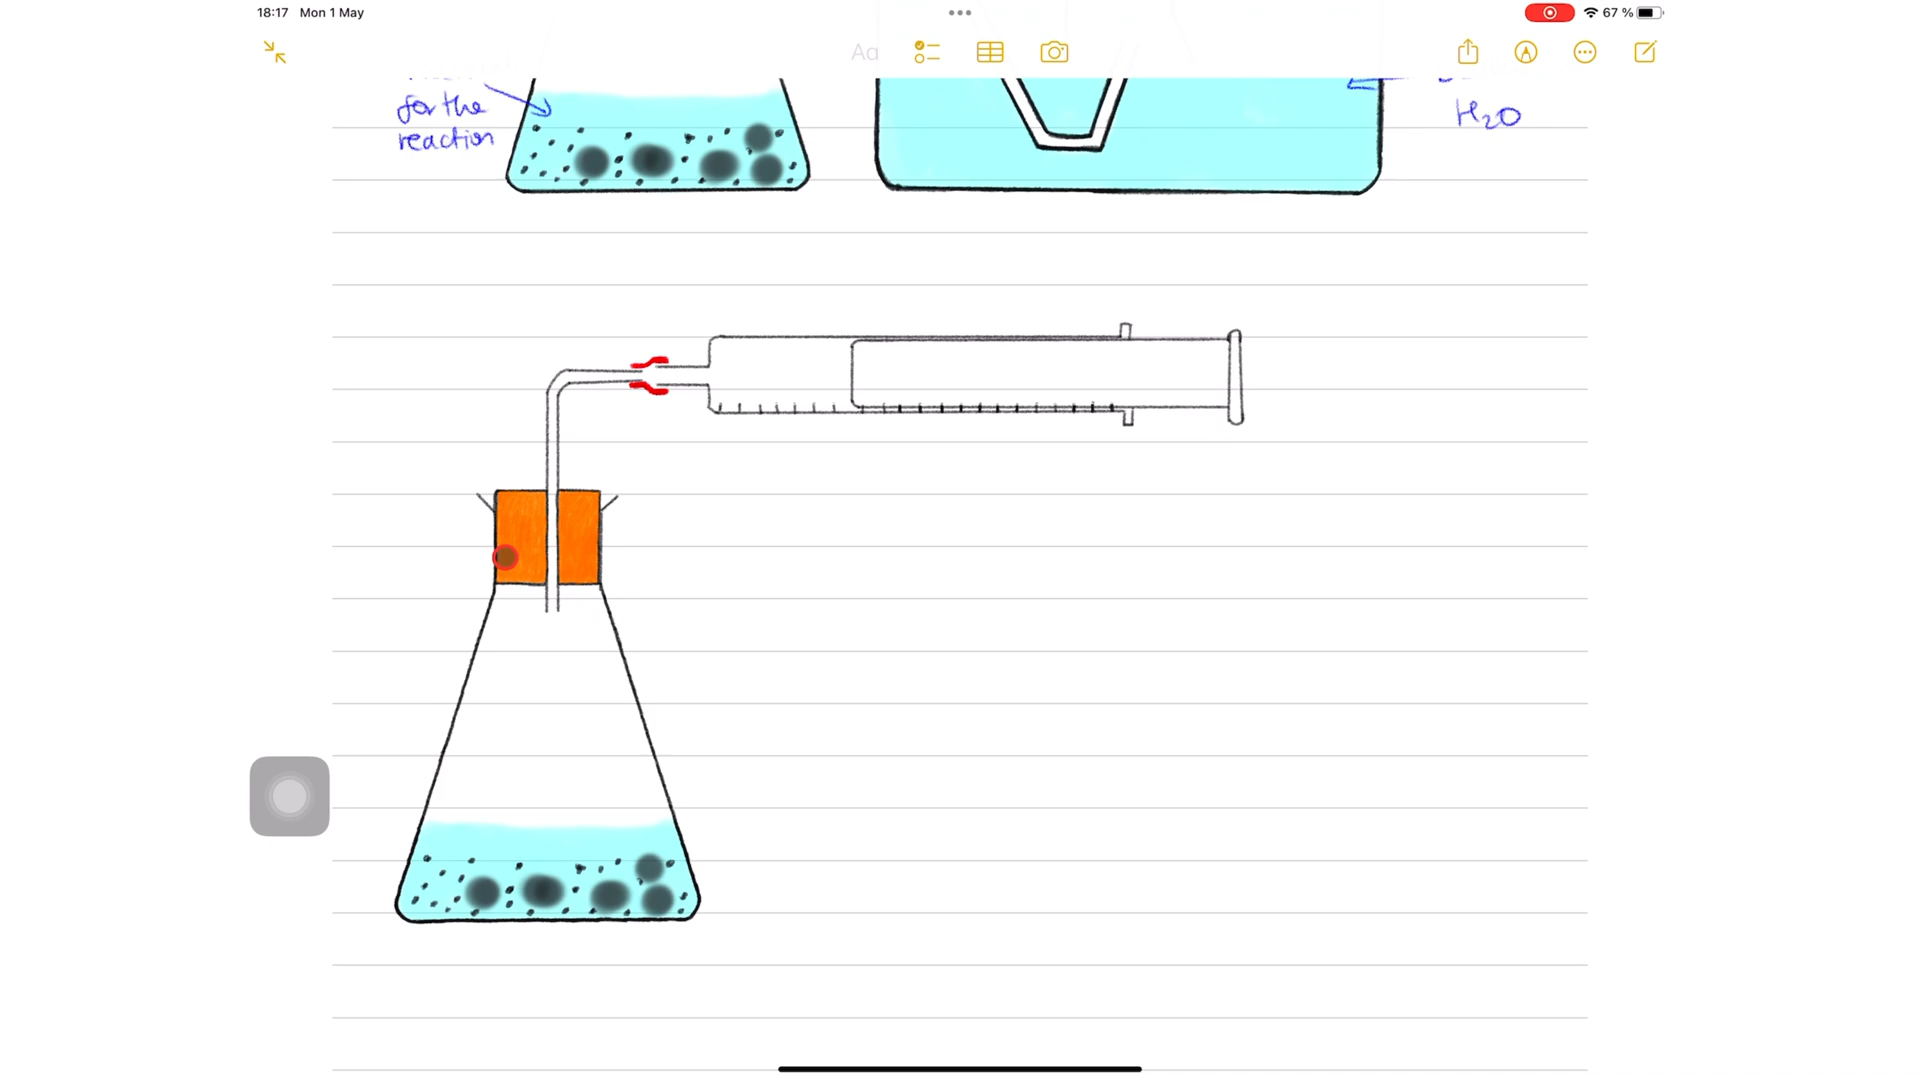 18:17 Mon 1 May
67 %
Aa
for the
reaction
H₂O